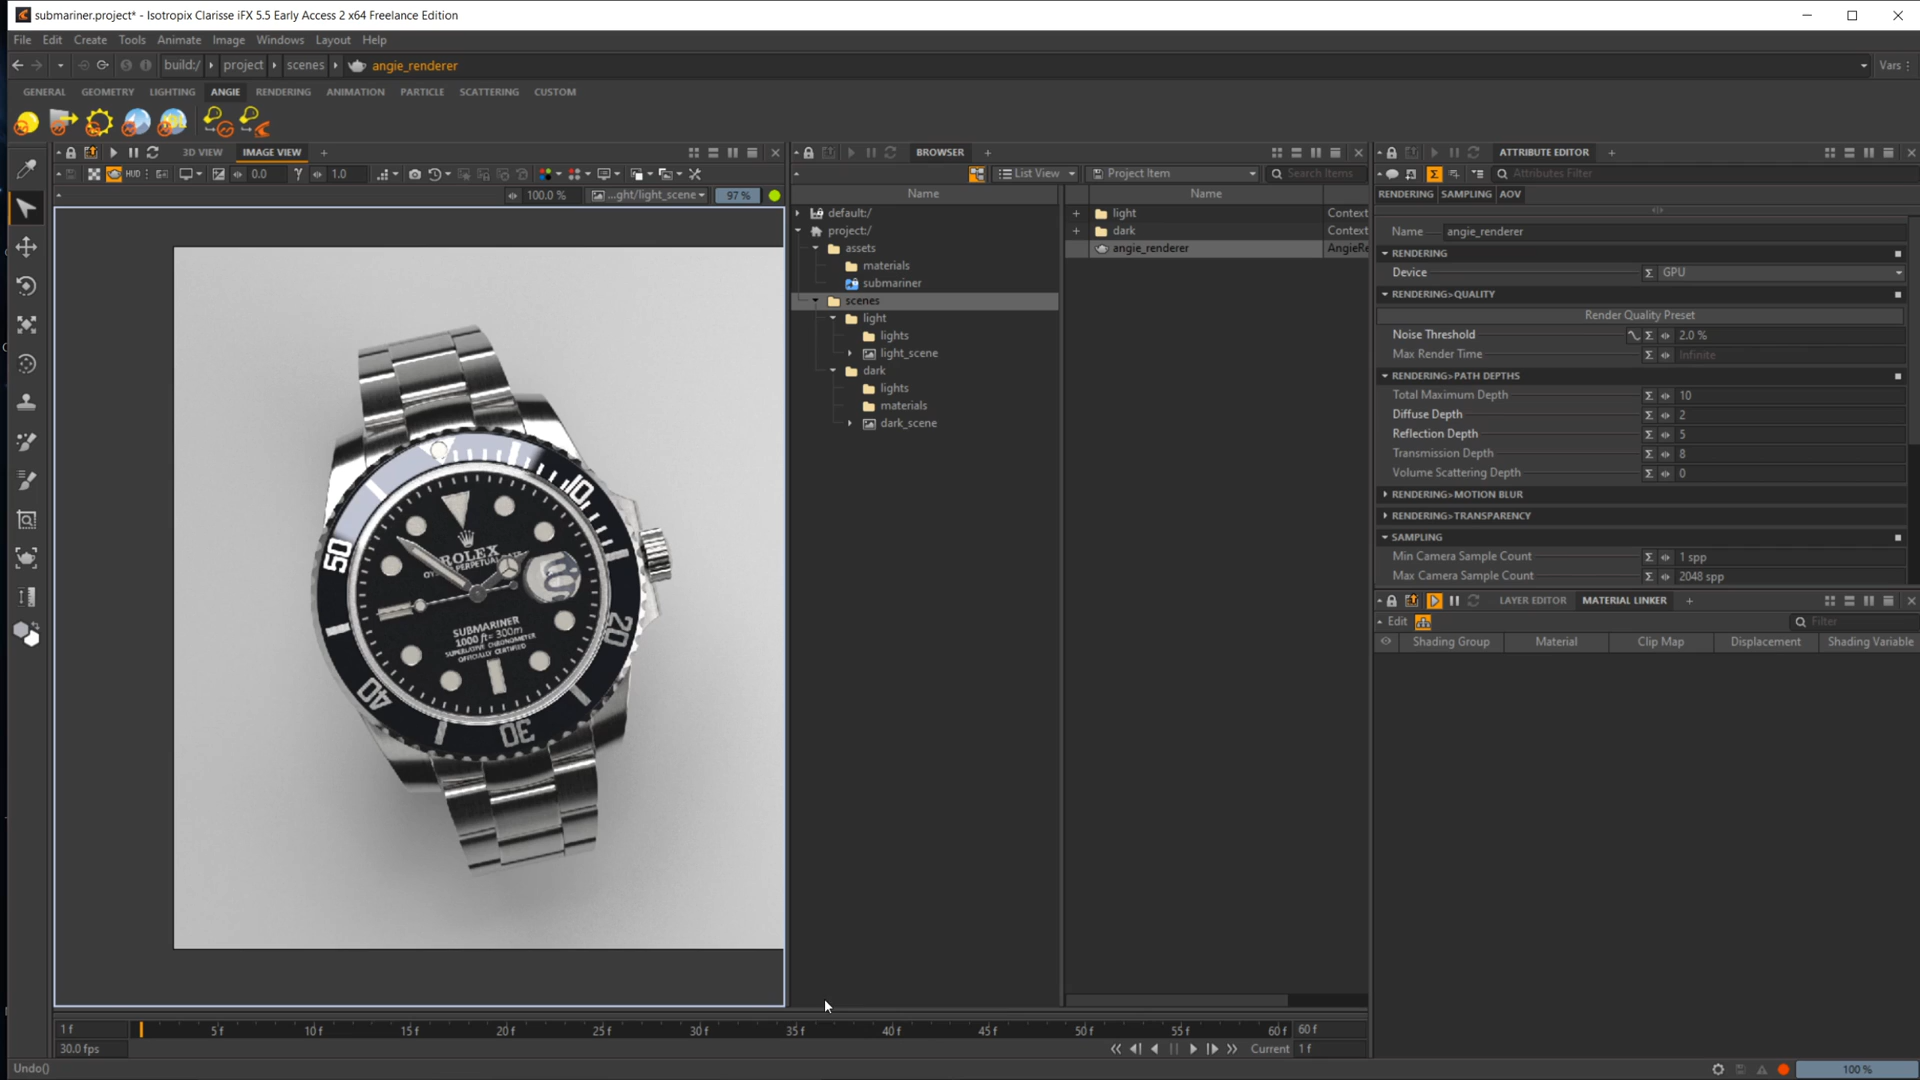 submariner.project* - Isotropix Clarisse iFX 5.5 Early Access 2 x64 Freelance Edition
File Edit Create Tools Animate Image Windows Layout Help
build:/ project scenes angie_renderer Vars
GENERAL GEOMETRY LIGHTING ANGIE RENDERING ANIMATION PARTICLE SCATTERING CUSTOM
3D VIEW IMAGE VIEW +
HUD 0.0 γ 1.0
100.0 % ...ght/light_scene 97 %
50
10
20
30
40
ROLEX
SUBMARINER
1000 ft = 300m
SUPERLATIVE CHRONOMETER
OFFICIALLY CERTIFIED
BROWSER +
List View Project Item Search Items
Name
default:/
project:/
assets
materials
submariner
scenes
light
lights
light_scene
dark
lights
materials
dark_scene
Name
+ light Context
+ dark Context
angie_renderer AngieRe
ATTRIBUTE EDITOR +
Attributes Filter
RENDERING SAMPLING AOV
Name angie_renderer
RENDERING
Device GPU
RENDERING>QUALITY
Render Quality Preset
Noise Threshold 2.0 %
Max Render Time Infinite
RENDERING>PATH DEPTHS
Total Maximum Depth 10
Diffuse Depth 2
Reflection Depth 5
Transmission Depth 8
Volume Scattering Depth 0
RENDERING>MOTION BLUR
RENDERING>TRANSPARENCY
SAMPLING
Min Camera Sample Count 1 spp
Max Camera Sample Count 2048 spp
LAYER EDITOR MATERIAL LINKER +
Edit Filter
Shading Group Material Clip Map Displacement Shading Variable
1 f 5 f 10 f 15 f 20 f 25 f 30 f 35 f 40 f 45 f 50 f 55 f 60 f 60 f
30.0 fps Current 1 f
Undo() 100 %